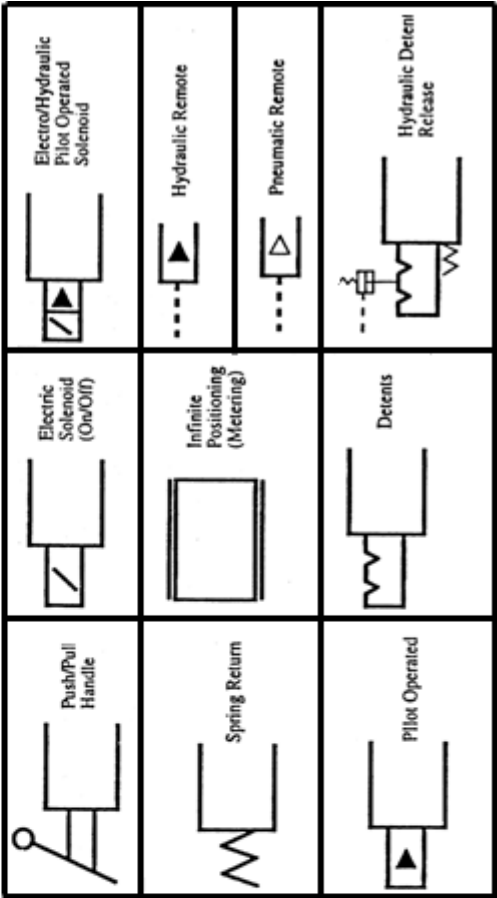 Push/Pull
Handle
Electric
Solenoid
(On/Off)
Electro/Hydraulic
Pilot Operated
Solenoid
Spring Return
Infinite
Positioning
(Metering)
Hydraulic Remote
Pneumatic Remote
Pilot Operated
Detents
Hydraulic Detent
Release